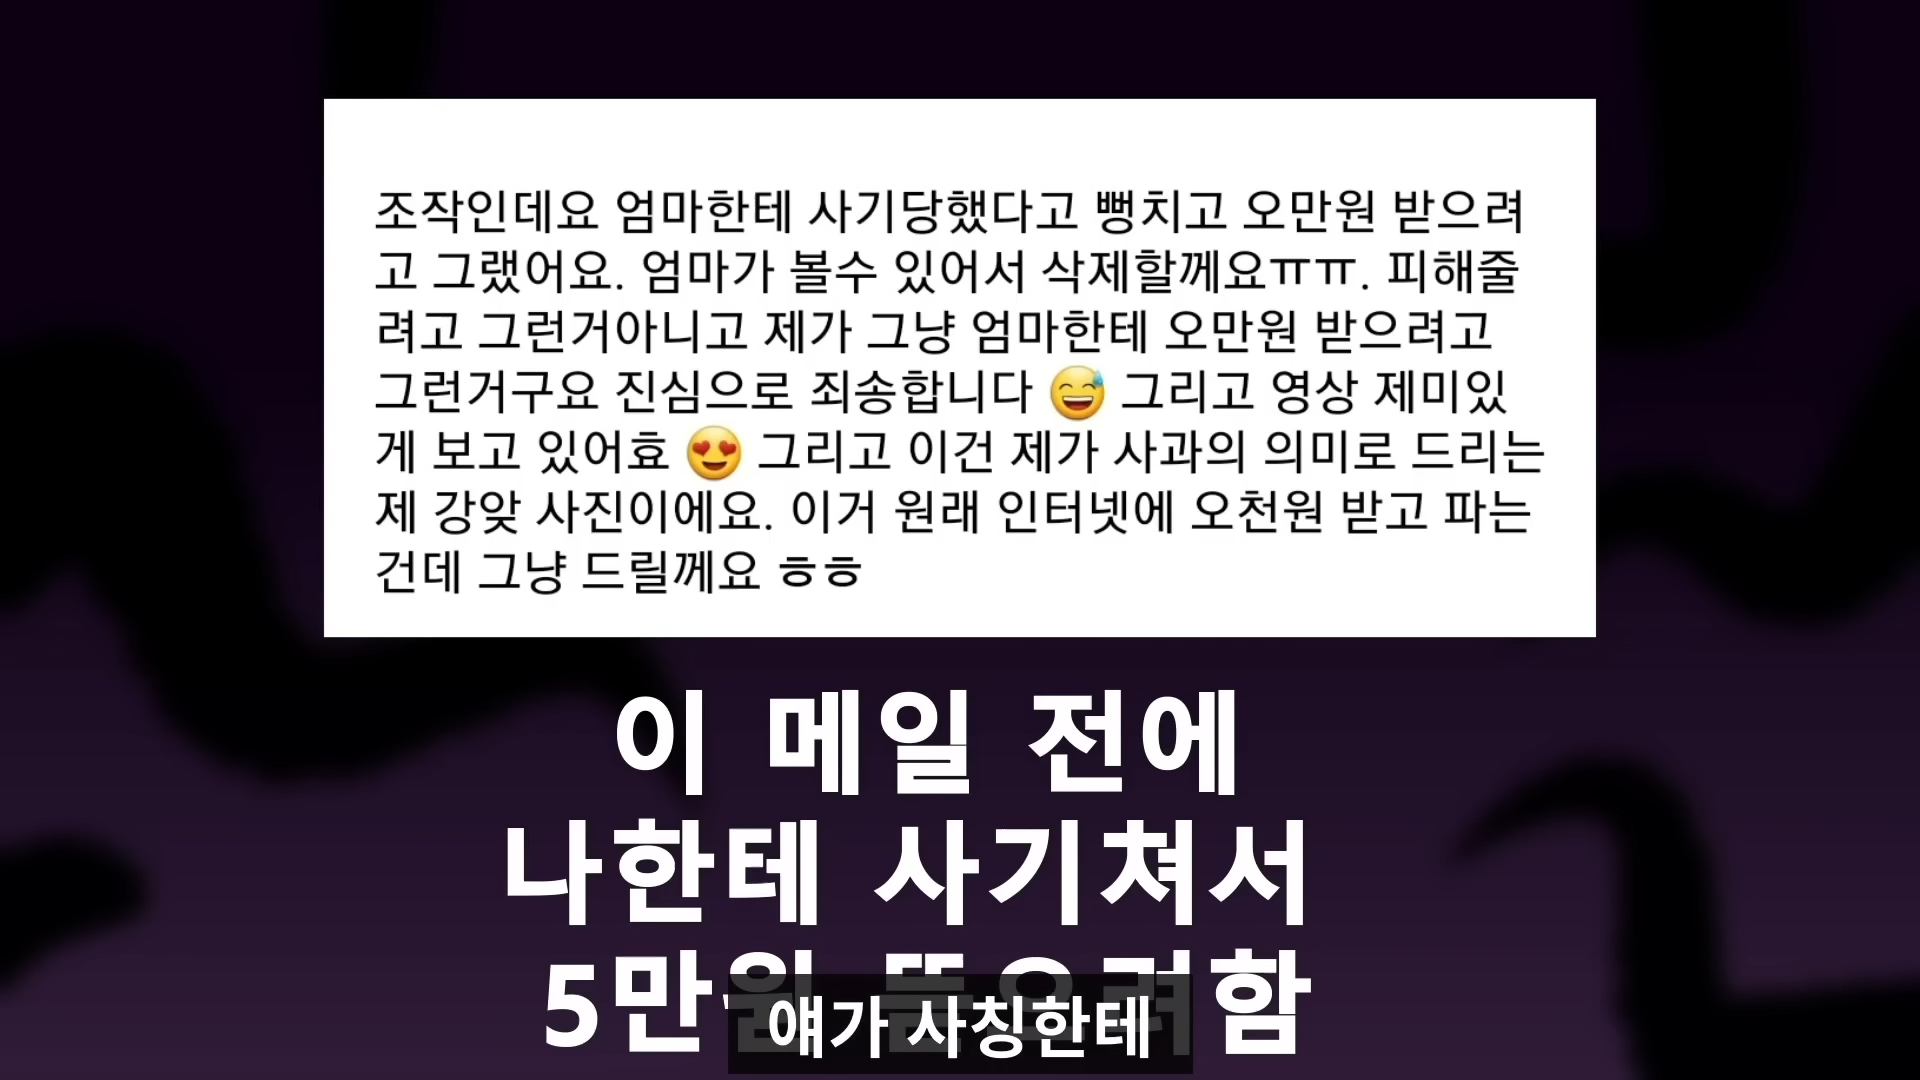 조작인데요 엄마한테 사기당했다고 뻥치고 오만원 받으려
고 그랬어요. 엄마가 볼수 있어서 삭제할께요ㅠㅠ. 피해줄
려고 그런거아니고 제가 그냥 엄마한테 오만원 받으려고
그런거구요 진심으로 죄송합니다 😅 그리고 영상 제미있
게 보고 있어효 😍 그리고 이건 제가 사과의 의미로 드리는
제 강앚 사진이에요. 이거 원래 인터넷에 오천원 받고 파는
건데 그냥 드릴께요 ㅎㅎ
이 메일 전에
나한테 사기쳐서
5만원 뜯으려함
얘가 사칭한테